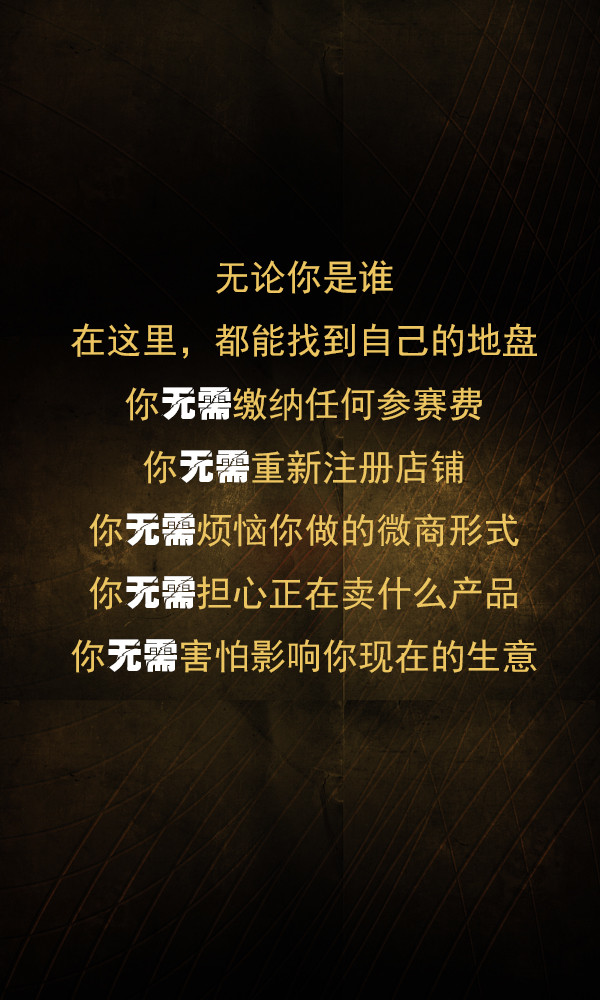 无论你是谁
在这里，都能找到自己的地盘
你无需缴纳任何参赛费
你无需重新注册店铺
你无需烦恼你做的微商形式
你无需担心正在卖什么产品
你无需害怕影响你现在的生意